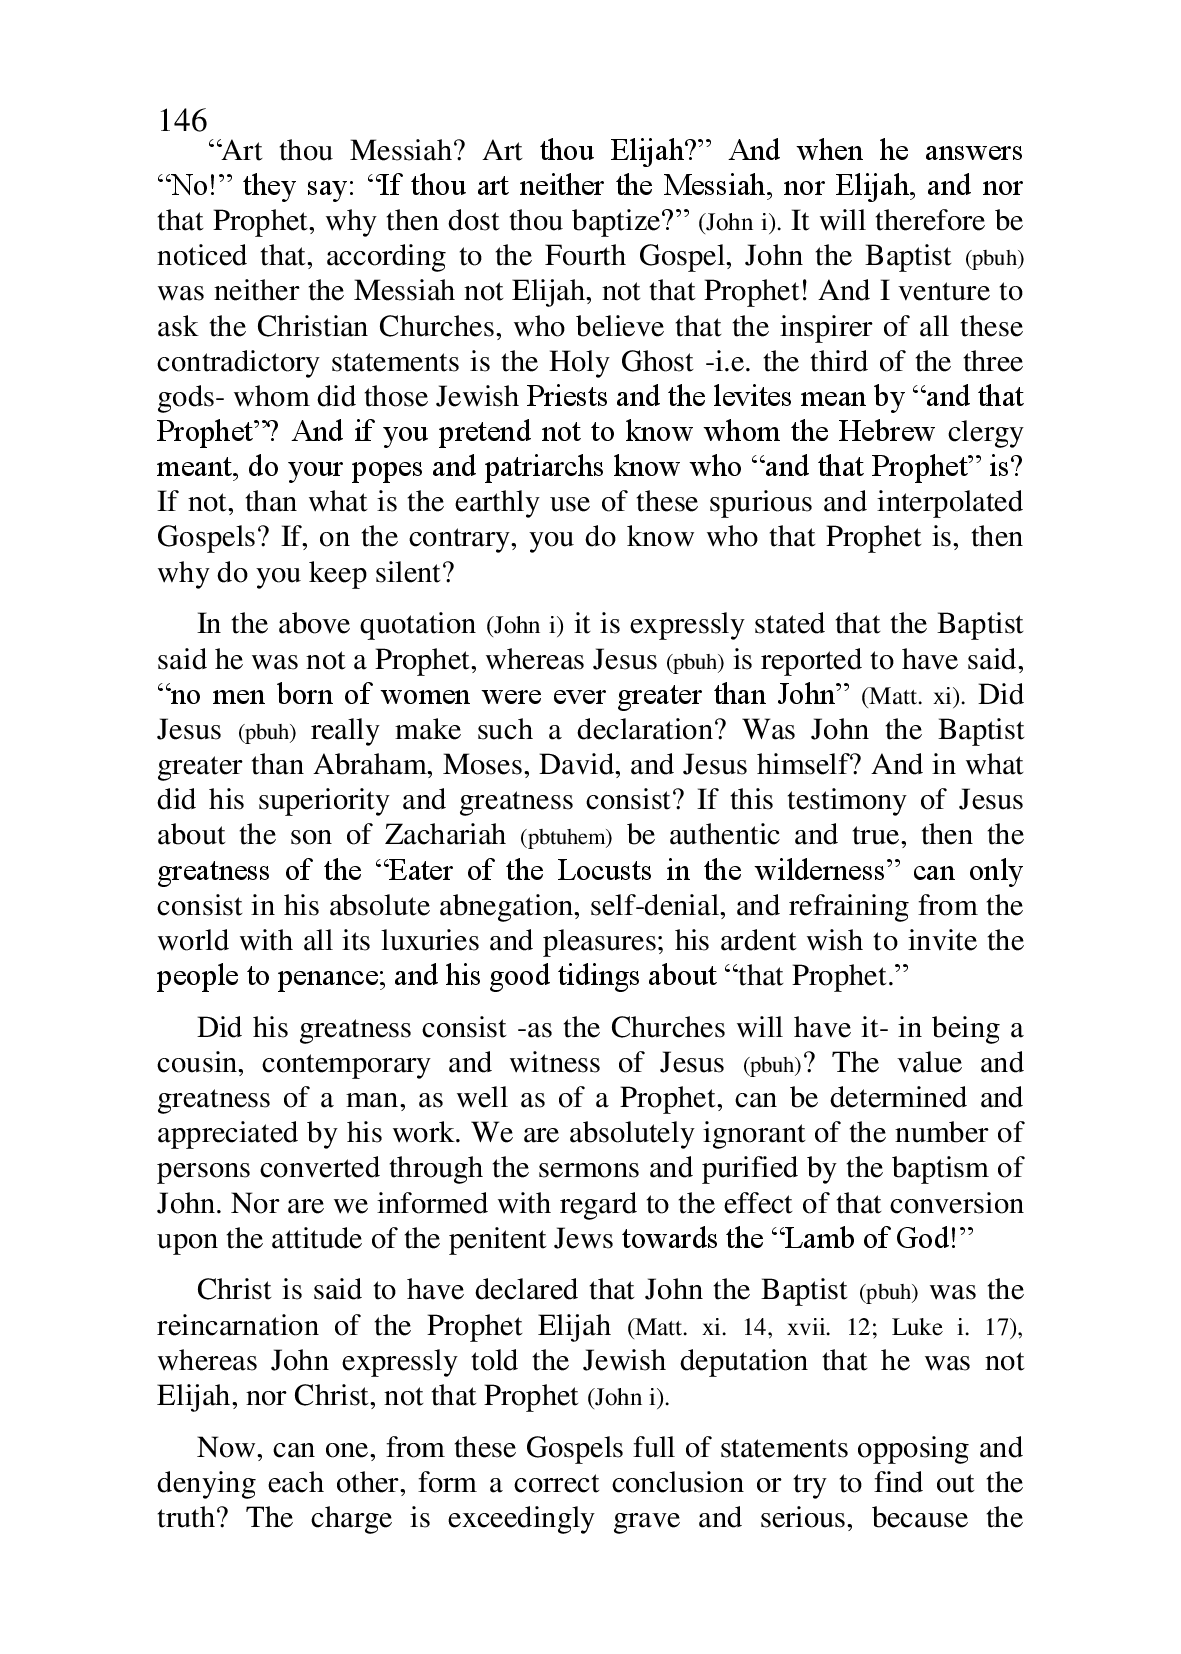 146
“Art thou Messiah? Art thou Elijah?” And when he answers
“No!” they say: “If thou art neither the Messiah, nor Elijah, and nor
that Prophet, why then dost thou baptize?” (John i). It will therefore be
noticed that, according to the Fourth Gospel, John the Baptist (pbuh)
was neither the Messiah not Elijah, not that Prophet! And I venture to
ask the Christian Churches, who believe that the inspirer of all these
contradictory statements is the Holy Ghost -i.e. the third of the three
gods- whom did those Jewish Priests and the levites mean by “and that
Prophet”? And if you pretend not to know whom the Hebrew clergy
meant, do your popes and patriarchs know who “and that Prophet” is?
If not, than what is the earthly use of these spurious and interpolated
Gospels? If, on the contrary, you do know who that Prophet is, then
why do you keep silent?
In the above quotation (John i) it is expressly stated that the Baptist
said he was not a Prophet, whereas Jesus (pbuh) is reported to have said,
“no men born of women were ever greater than John” (Matt. xi). Did
Jesus (pbuh) really make such a declaration? Was John the Baptist
greater than Abraham, Moses, David, and Jesus himself? And in what
did his superiority and greatness consist? If this testimony of Jesus
about the son of Zachariah (pbtuhem) be authentic and true, then the
greatness of the “Eater of the Locusts in the wilderness” can only
consist in his absolute abnegation, self-denial, and refraining from the
world with all its luxuries and pleasures; his ardent wish to invite the
people to penance; and his good tidings about “that Prophet.”
Did his greatness consist -as the Churches will have it- in being a
cousin, contemporary and witness of Jesus (pbuh)? The value and
greatness of a man, as well as of a Prophet, can be determined and
appreciated by his work. We are absolutely ignorant of the number of
persons converted through the sermons and purified by the baptism of
John. Nor are we informed with regard to the effect of that conversion
upon the attitude of the penitent Jews towards the “Lamb of God!”
Christ is said to have declared that John the Baptist (pbuh) was the
reincarnation of the Prophet Elijah (Matt. xi. 14, xvii. 12; Luke i. 17),
whereas John expressly told the Jewish deputation that he was not
Elijah, nor Christ, not that Prophet (John i).
Now, can one, from these Gospels full of statements opposing and
denying each other, form a correct conclusion or try to find out the
truth? The charge is exceedingly grave and serious, because the